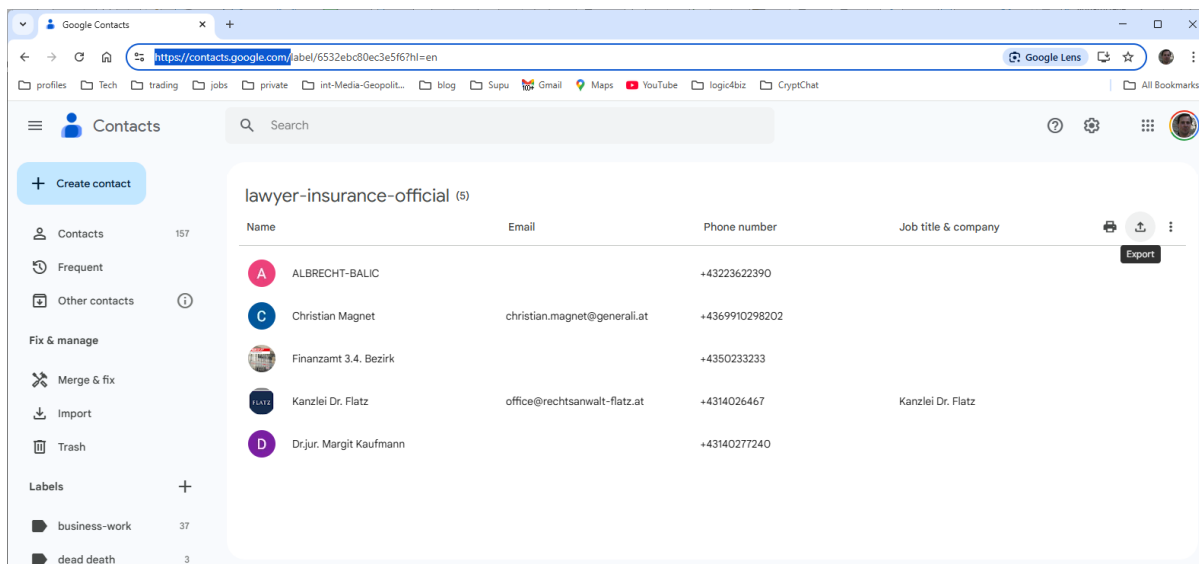 Google Contacts
https://contacts.google.com/label/6532ebc80ec3e5f6?hl=en
Google Lens
profiles Tech trading jobs private int-Media-Geopolit... blog Supu Gmail Maps YouTube logic4biz CryptChat All Bookmarks
Contacts
Search
Create contact
Contacts 157
Frequent
Other contacts
Fix & manage
Merge & fix
Import
Trash
Labels
business-work 37
dead death 3
lawyer-insurance-official (5)
Name Email Phone number Job title & company
Export
A ALBRECHT-BALIC +43223622390
C Christian Magnet christian.magnet@generali.at +4369910298202
Finanzamt 3.4. Bezirk +4350233233
FLATZ Kanzlei Dr. Flatz office@rechtsanwalt-flatz.at +4314026467 Kanzlei Dr. Flatz
D Dr.jur. Margit Kaufmann +43140277240